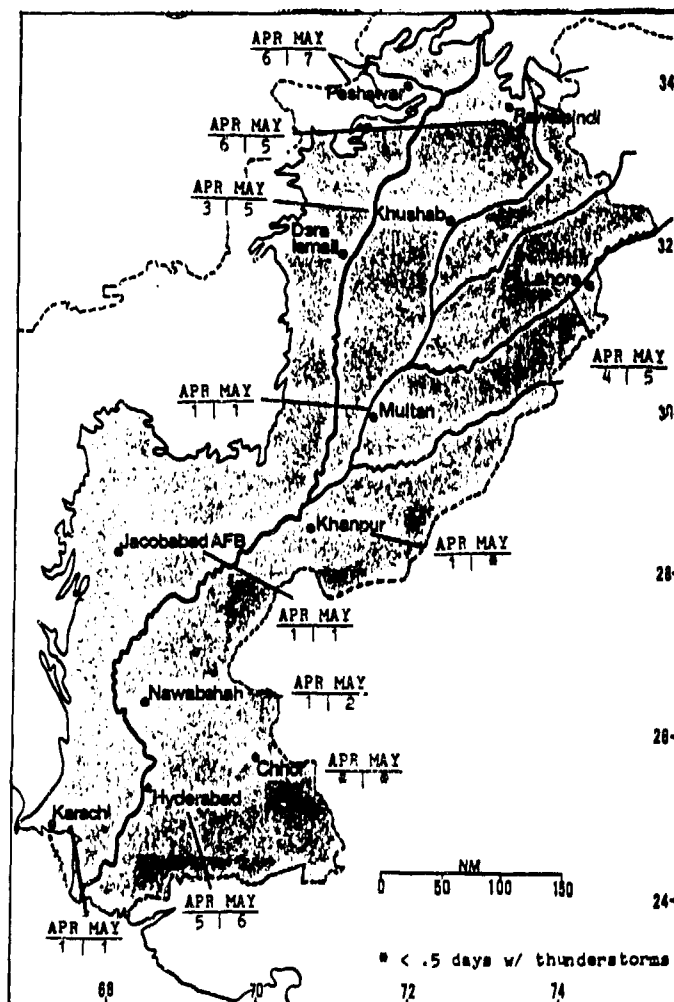 APR MAY
6 | 7
34
Peshawar
Rawalpindi
APR MAY
6 | 5
APR MAY
3 | 5
Khushab
Dera
Ismail
32
Lahore
APR MAY
4 | 5
APR MAY
1 | 1
Multan
30
Khanpur
Jacobabad AFB
APR MAY
1 | *
28
APR MAY
1 | 1
Nawabshah
APR MAY
1 | 2
26
Chhor
APR MAY
* | *
Hyderabad
Karachi
NM
0 50 100 150
24
APR MAY
5 | 6
APR MAY
1 | 1
* < .5 days w/ thunderstorms
68 70 72 74